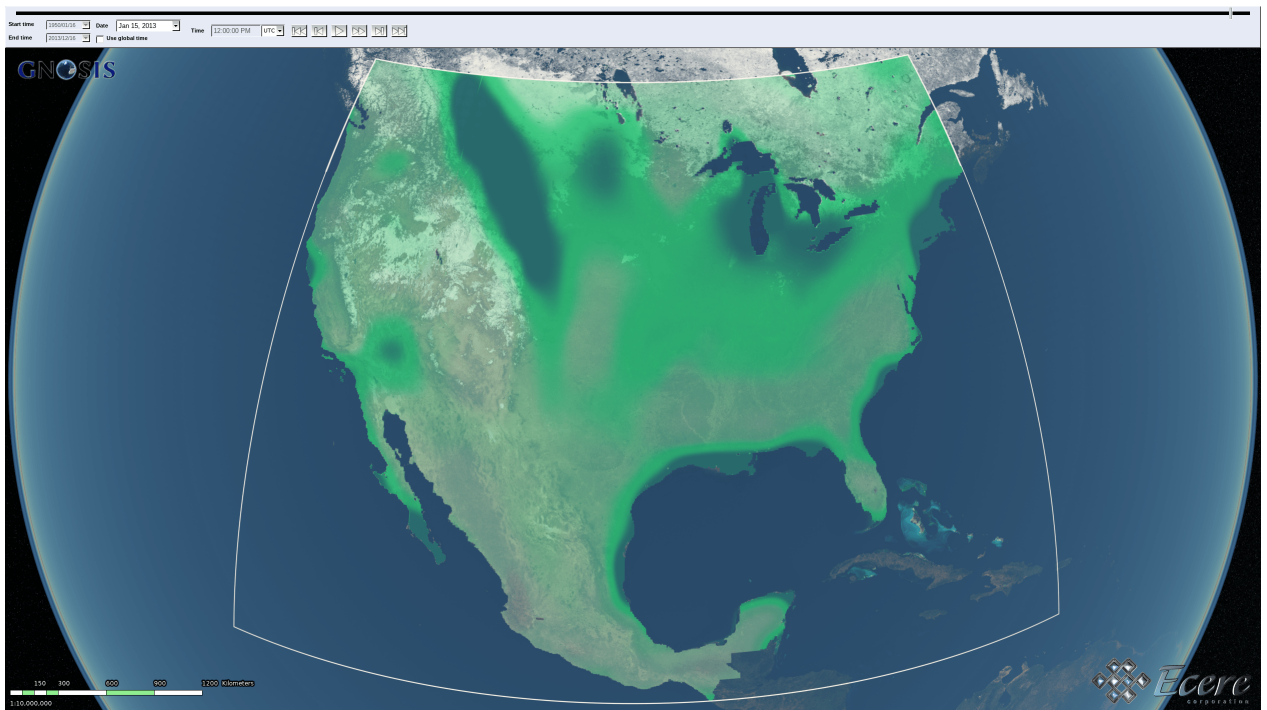 Start time 1950/01/16 Date Jan 15, 2013 Time 12:00:00 PM UTC
End time 2013/12/16 Use global time
GNOSIS
150 300 600 900 1200 Kilometers
1:10,000,000
Ecere
corporation